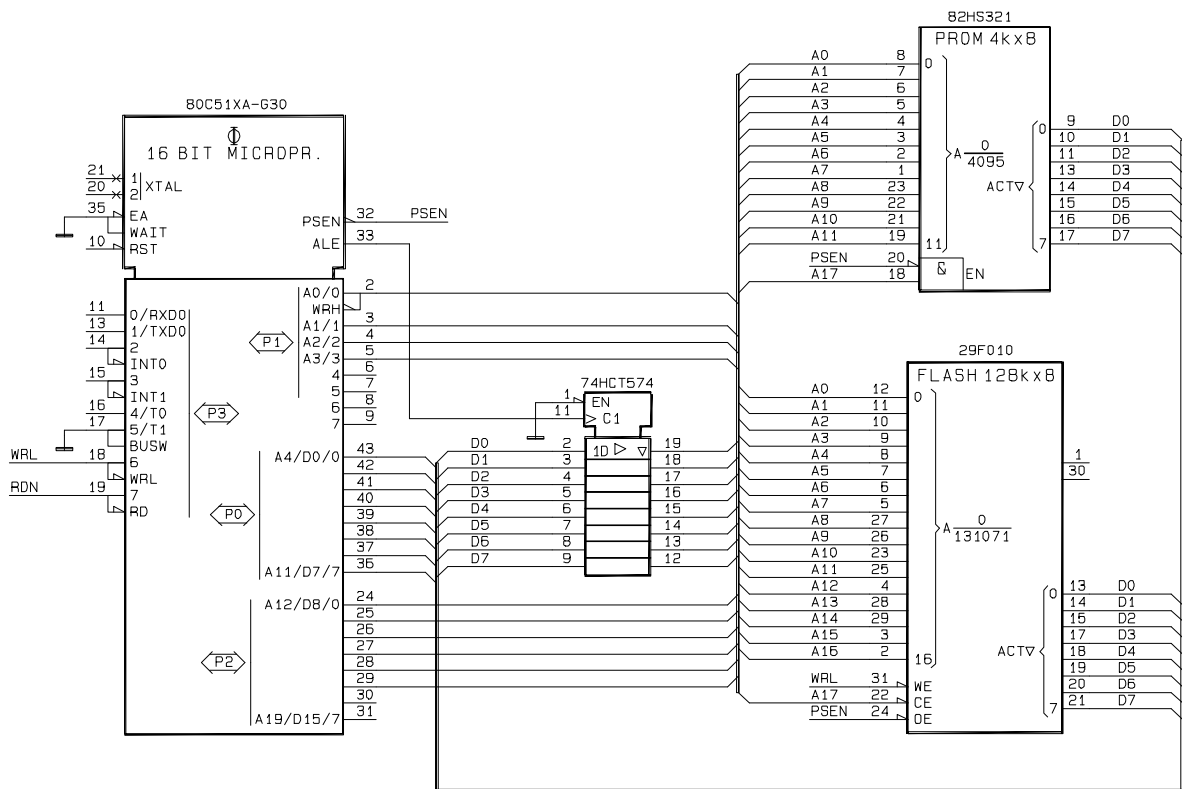 82HS321
PROM 4kx8
A0 8 0
A1 7
A2 6
A3 5
A4 4
A5 3
A6 2
A7 1
A8 23
A9 22
A10 21
A11 19 11
A 0
4095
ACT▽
0 9 D0
10 D1
11 D2
13 D3
14 D4
15 D5
16 D6
7 17 D7
PSEN 20
A17 18
& EN
80C51XA-G30
Φ
16 BIT MICROPR.
21 1
20 2
XTAL
35 EA
WAIT
10 RST
PSEN 32 PSEN
ALE 33
11 0/RXD0
13 1/TXD0
14 2
INT0
15 3
INT1
16 4/T0
17 5/T1
BUSW
WRL 18 6
WRL
RDN 19 7
RD
P3
P1
A0/0 2
WRH
A1/1 3
A2/2 4
A3/3 5
4 6
5 7
6 8
7 9
P0
A4/D0/0 43
42
41
40
39
38
37
A11/D7/7 36
P2
A12/D8/0 24
25
26
27
28
29
30
A19/D15/7 31
74HCT574
1 EN
11 C1
1D ▷ ▽
D0 2 19
D1 3 18
D2 4 17
D3 5 16
D4 6 15
D5 7 14
D6 8 13
D7 9 12
29F010
FLASH 128kx8
A0 12 0
A1 11
A2 10
A3 9
A4 8
A5 7
A6 6
A7 5
A8 27
A9 26
A10 23
A11 25
A12 4
A13 28
A14 29
A15 3
A16 2 16
A 0
131071
1
30
ACT▽
0 13 D0
14 D1
15 D2
17 D3
18 D4
19 D5
20 D6
7 21 D7
WRL 31 WE
A17 22 CE
PSEN 24 OE